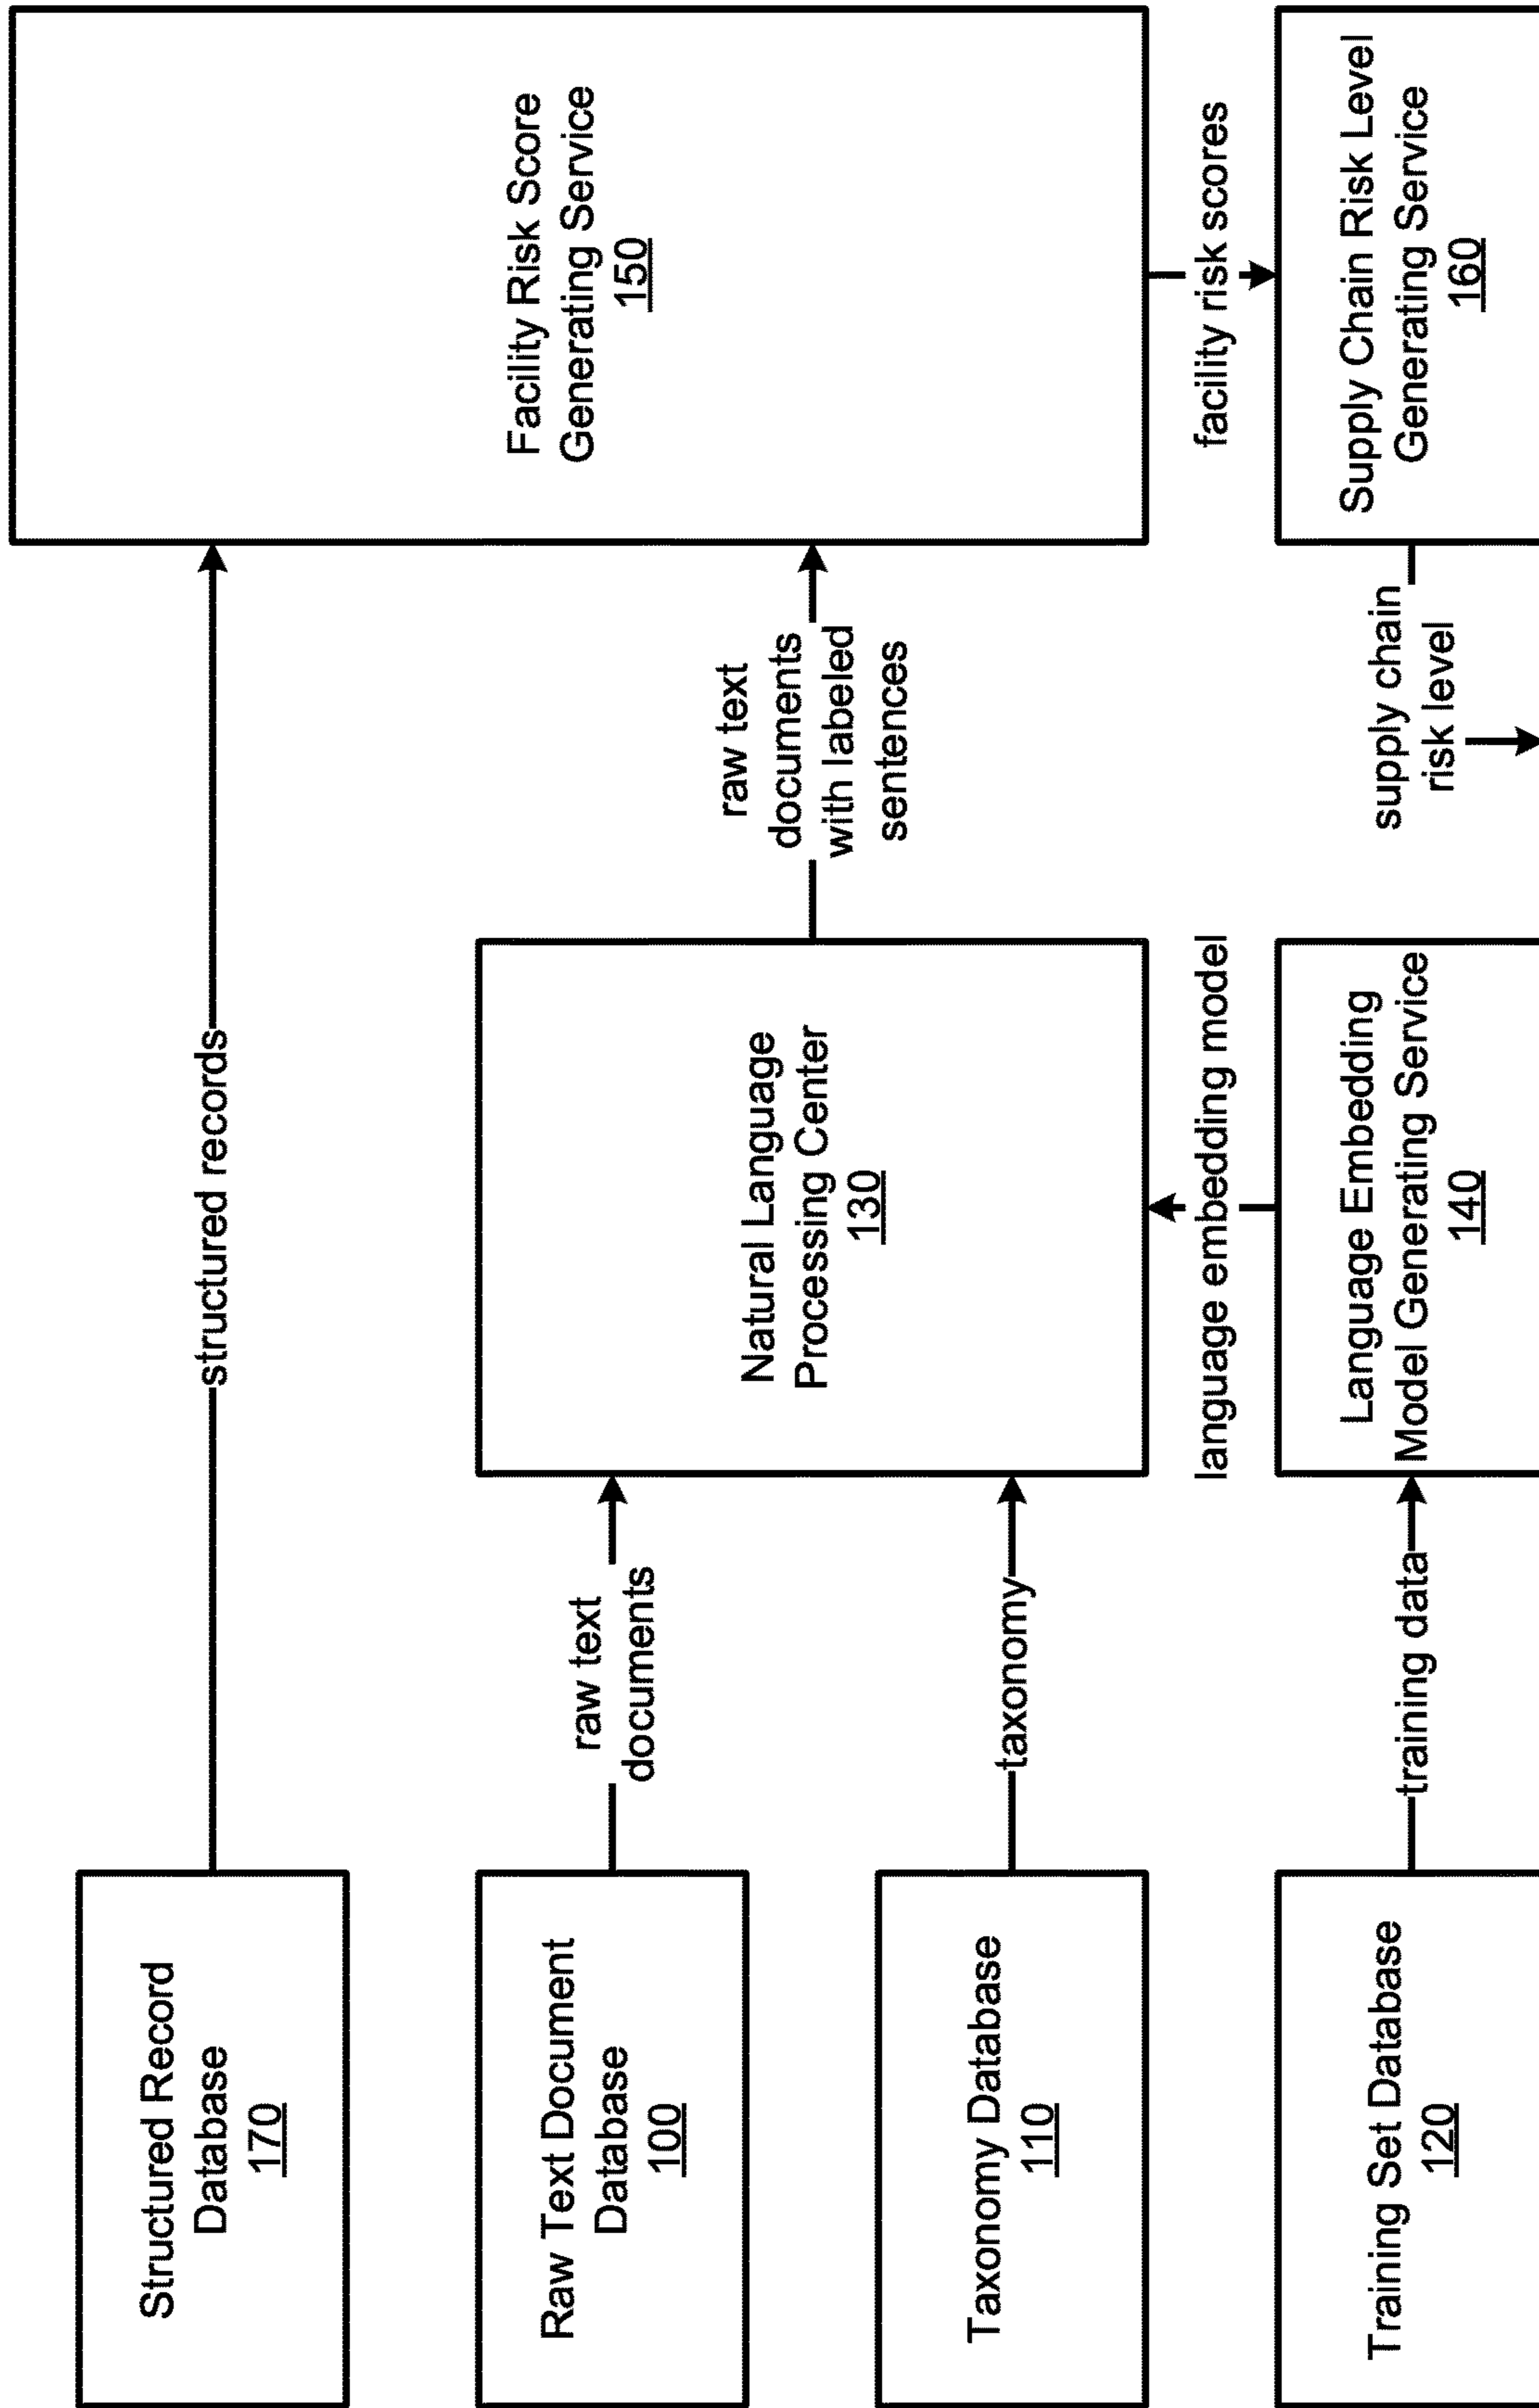 Structured Record
Database
170
structured records
Facility Risk Score
Generating Service
150
Raw Text Document
Database
100
raw text
documents
Natural Language
Processing Center
130
raw text
documents
with labeled
sentences
Taxonomy Database
110
taxonomy
language embedding model
facility risk scores
Training Set Database
120
training data
Language Embedding
Model Generating Service
140
supply chain
risk level
Supply Chain Risk Level
Generating Service
160